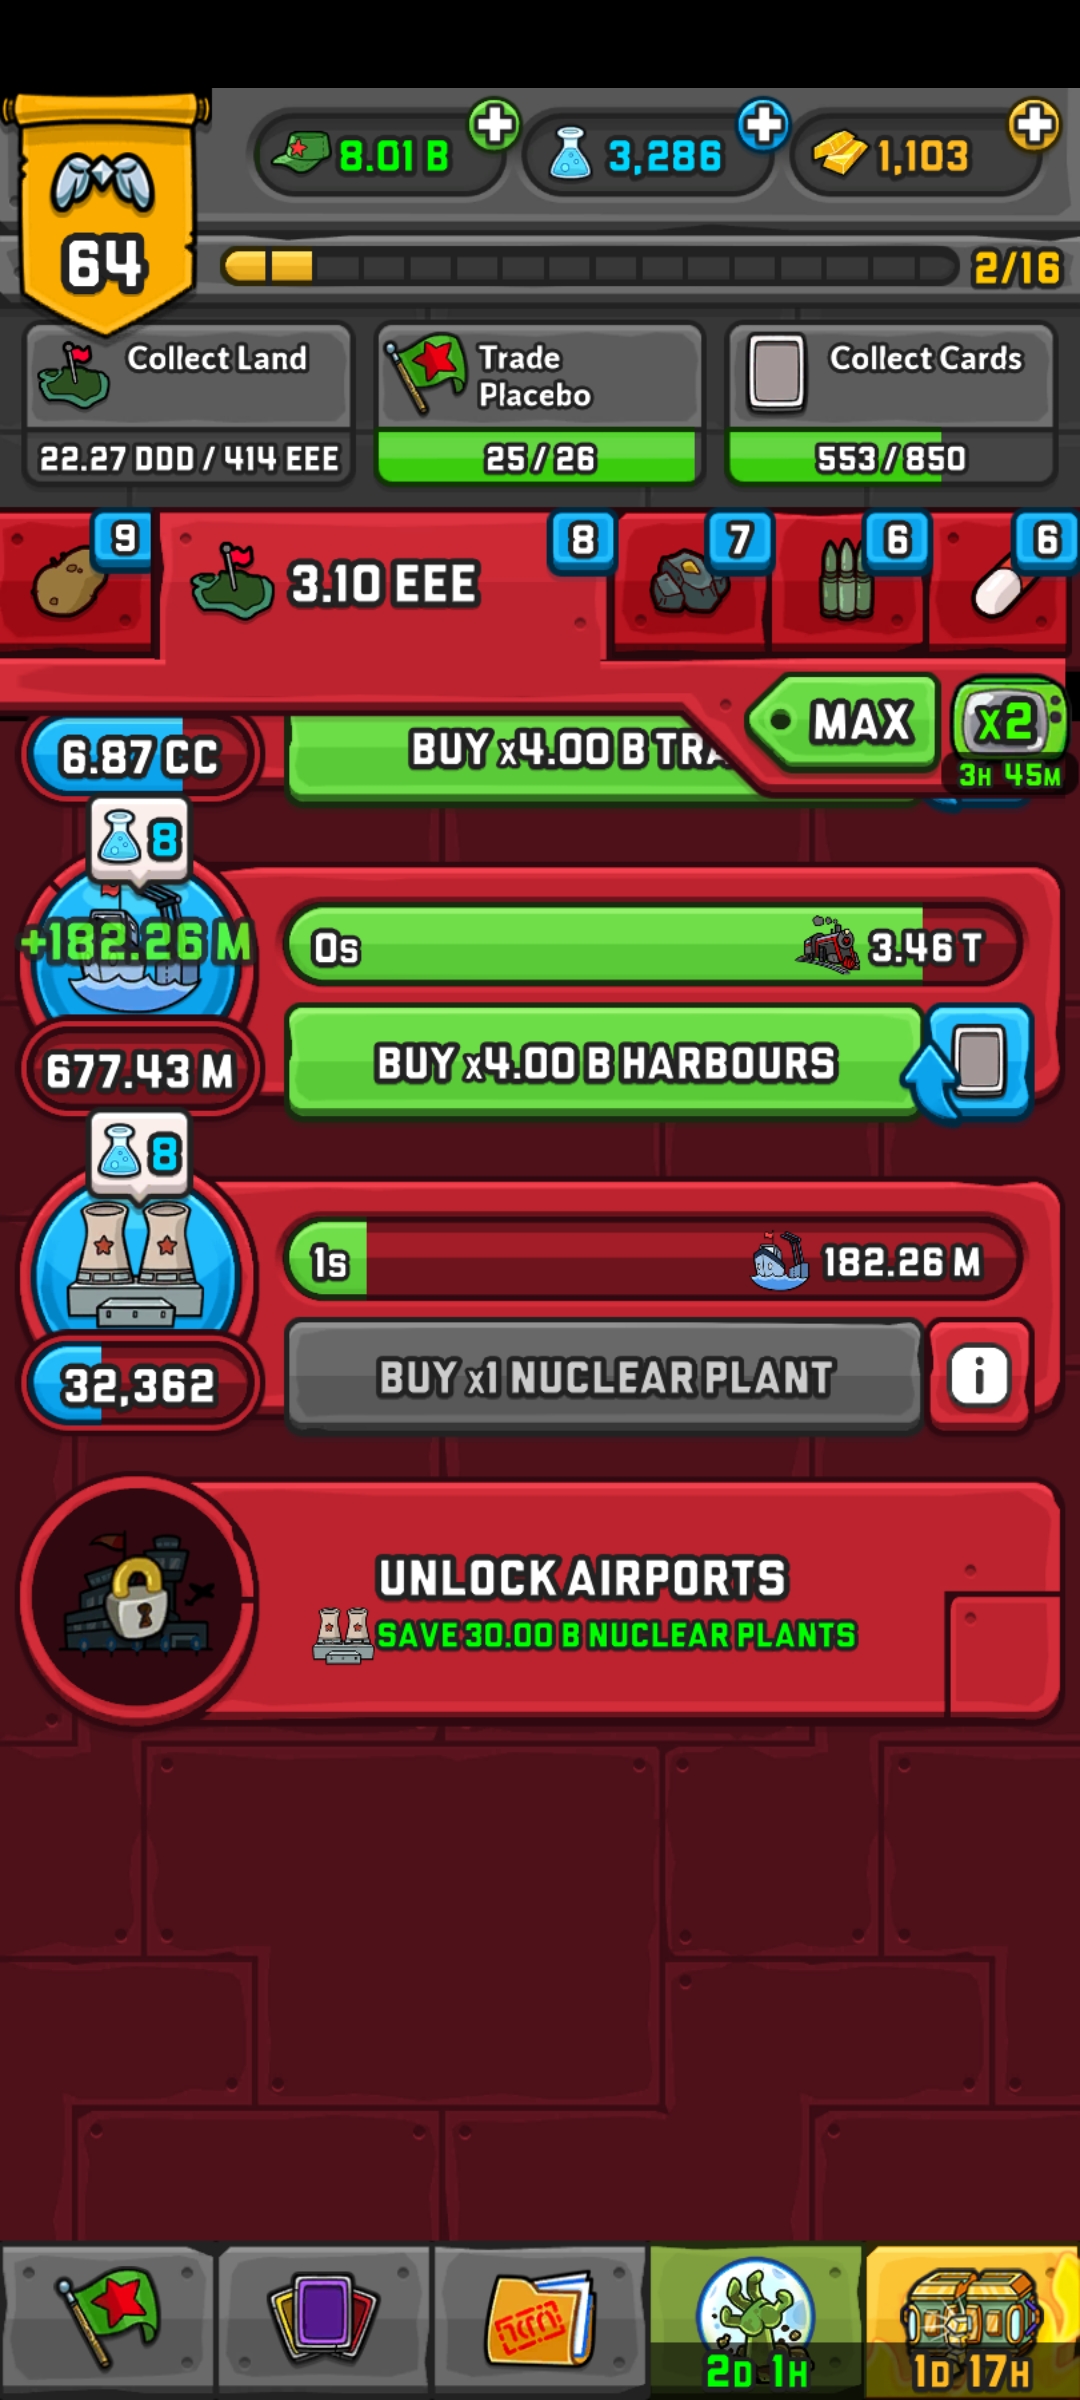 64
8.01 B
3,286
1,103
2/16
Collect Land
22.27 DDD / 414 EEE
Trade
Placebo
25 / 26
Collect Cards
553 / 850
9
3.10 EEE
8
7
6
6
MAX
x2
3H 45M
6.87 CC
BUY x4.00 B TRA
8
+182.26 M
0s
3.46 T
677.43 M
BUY x4.00 B HARBOURS
8
1s
182.26 M
32,362
BUY x1 NUCLEAR PLANT
i
UNLOCK AIRPORTS
SAVE 30.00 B NUCLEAR PLANTS
2D 1H
1D 17H